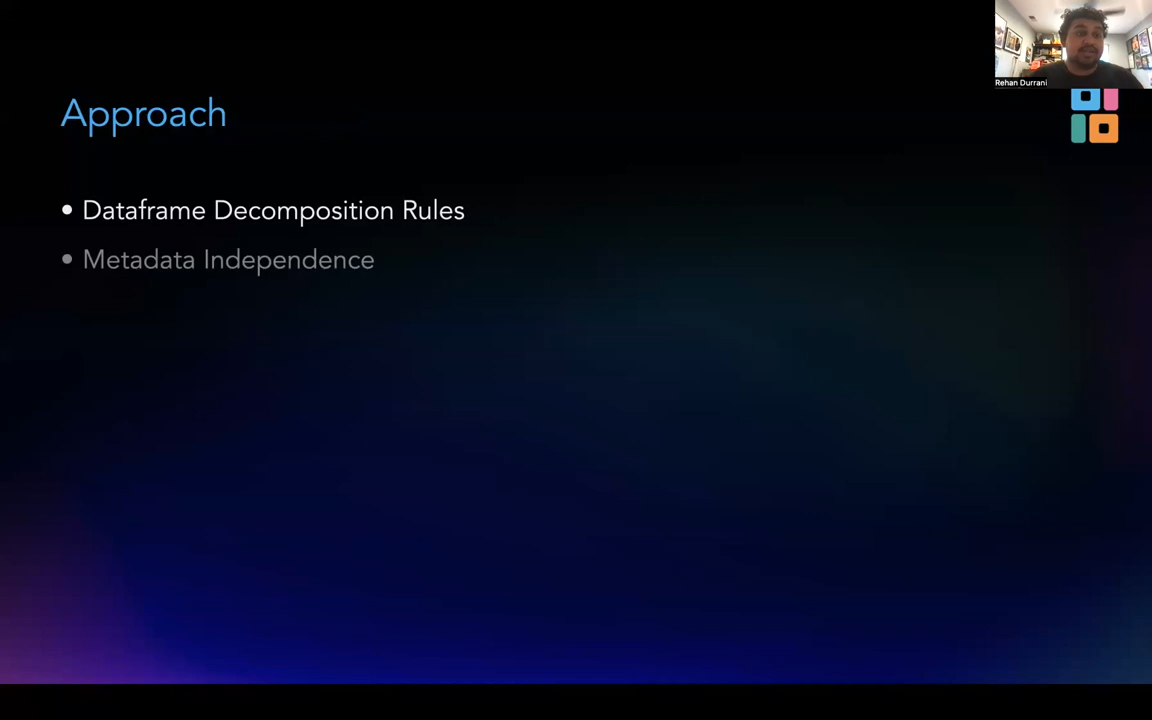 Rehan Durrani
Approach
• Dataframe Decomposition Rules
• Metadata Independence